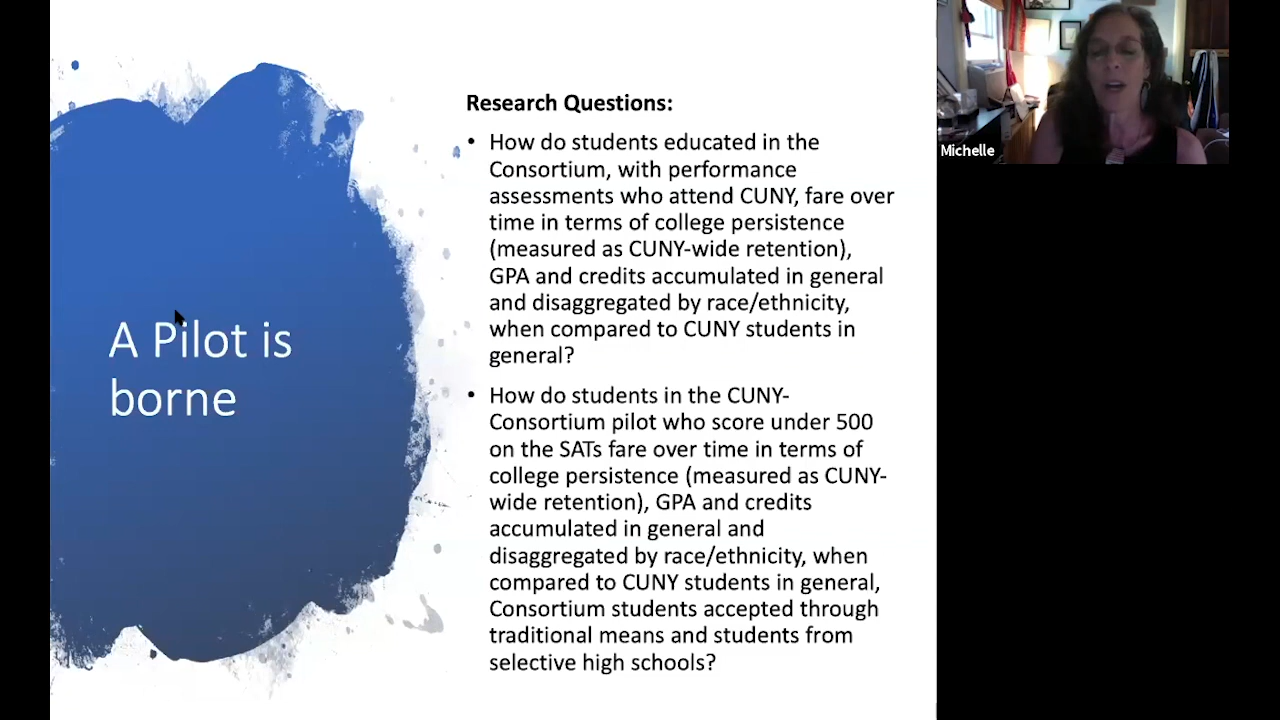 A Pilot is
borne
Research Questions:
• How do students educated in the
Consortium, with performance
assessments who attend CUNY, fare over
time in terms of college persistence
(measured as CUNY-wide retention),
GPA and credits accumulated in general
and disaggregated by race/ethnicity,
when compared to CUNY students in
general?
• How do students in the CUNY-
Consortium pilot who score under 500
on the SATs fare over time in terms of
college persistence (measured as CUNY-
wide retention), GPA and credits
accumulated in general and
disaggregated by race/ethnicity, when
compared to CUNY students in general,
Consortium students accepted through
traditional means and students from
selective high schools?
Michelle